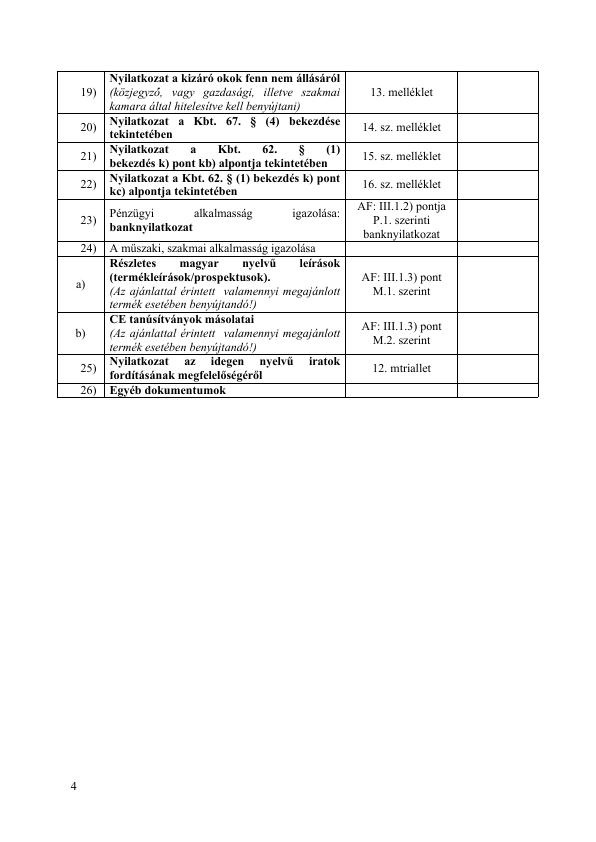 19)
Nyilatkozat a kizáró okok fenn nem állásáról
(közjegyző, vagy gazdasági, illetve szakmai
kamara által hitelesítve kell benyújtani)
13. melléklet
20)
Nyilatkozat a Kbt. 67. § (4) bekezdése
tekintetében
14. sz. melléklet
21)
Nyilatkozat a Kbt. 62. § (1)
bekezdés k) pont kb) alpontja tekintetében
15. sz. melléklet
22)
Nyilatkozat a Kbt. 62. § (1) bekezdés k) pont
kc) alpontja tekintetében
16. sz. melléklet
23)
Pénzügyi alkalmasság igazolása:
banknyilatkozat
AF: III.1.2) pontja
P.1. szerinti
banknyilatkozat
24)
A műszaki, szakmai alkalmasság igazolása
a)
Részletes magyar nyelvű leírások
(termékleírások/prospektusok).
(Az ajánlattal érintett valamennyi megajánlott
termék esetében benyújtandó!)
AF: III.1.3) pont
M.1. szerint
b)
CE tanúsítványok másolatai
(Az ajánlattal érintett valamennyi megajánlott
termék esetében benyújtandó!)
AF: III.1.3) pont
M.2. szerint
25)
Nyilatkozat az idegen nyelvű iratok
fordításának megfelelőségéről
12. mtriallet
26)
Egyéb dokumentumok
4